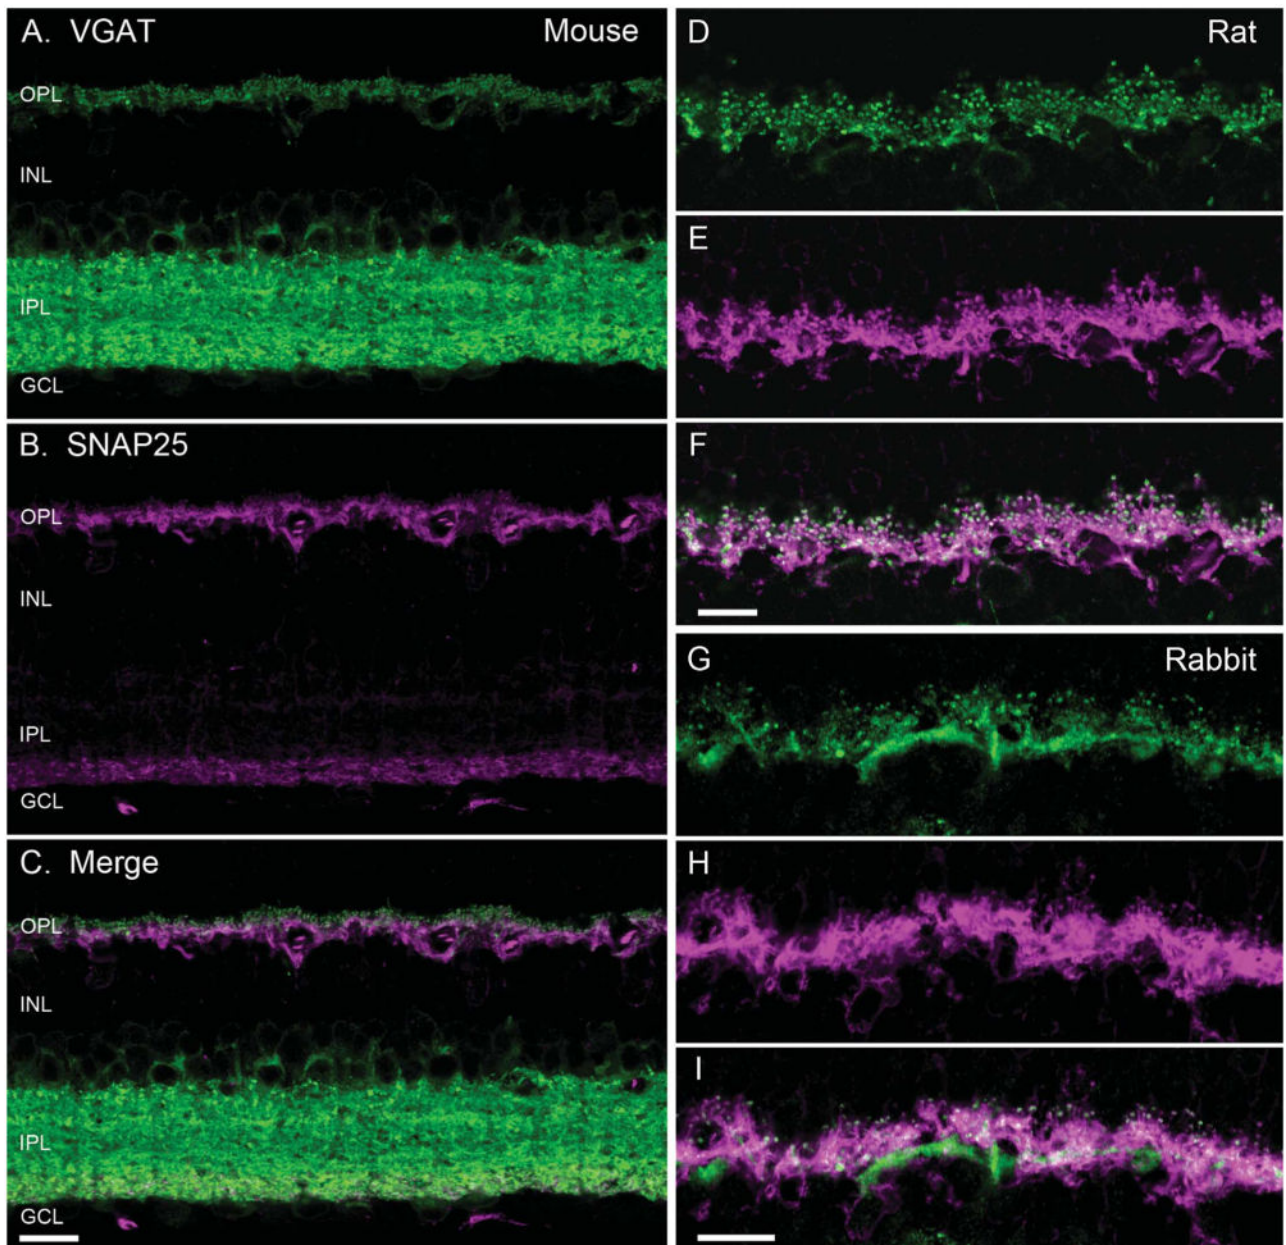 A. VGAT Mouse
OPL
INL
IPL
GCL
B. SNAP25
OPL
INL
IPL
GCL
C. Merge
OPL
INL
IPL
GCL
D Rat
E
F
G Rabbit
H
I